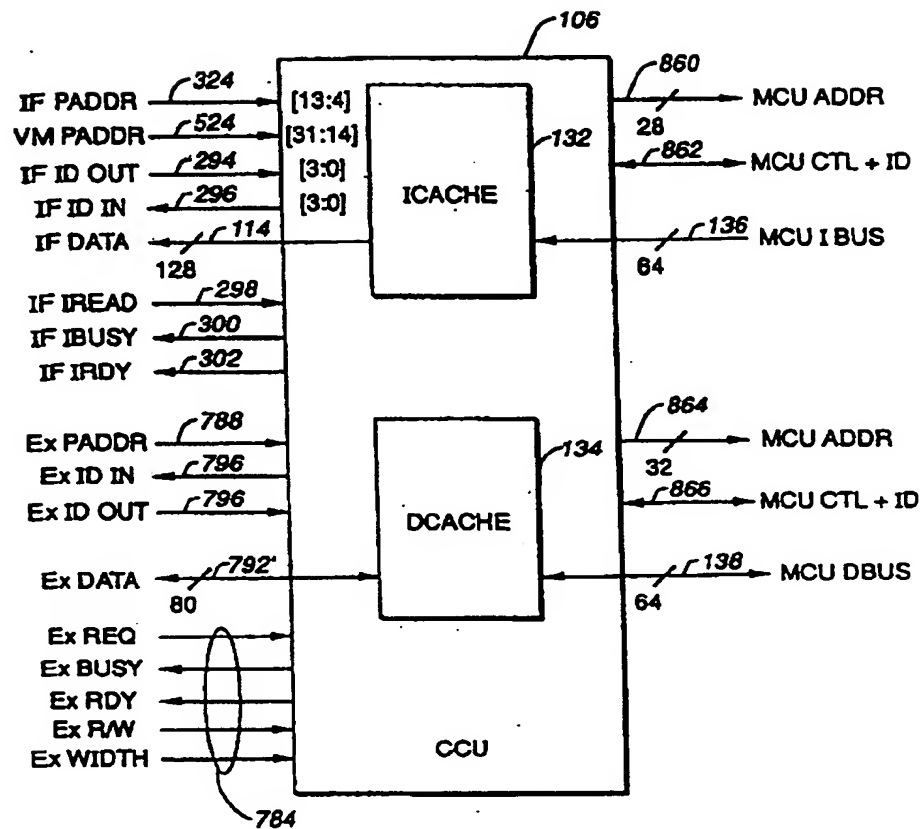 106
IF PADDR 324 [13:4] 860 MCU ADDR
28
VM PADDR 524 [31:14] 132
IF ID OUT 294 [3:0] 862 MCU CTL + ID
IF ID IN 296 [3:0] ICACHE
IF DATA 114 136 MCU I BUS
128 64
IF IREAD 298
IF IBUSY 300
IF IRDY 302
864
Ex PADDR 788 134 MCU ADDR
32
Ex ID IN 796
866 MCU CTL + ID
Ex ID OUT 796 DCACHE
Ex DATA 792' 138 MCU DBUS
80 64
Ex REQ
Ex BUSY
Ex RDY
Ex R/W CCU
Ex WIDTH
784